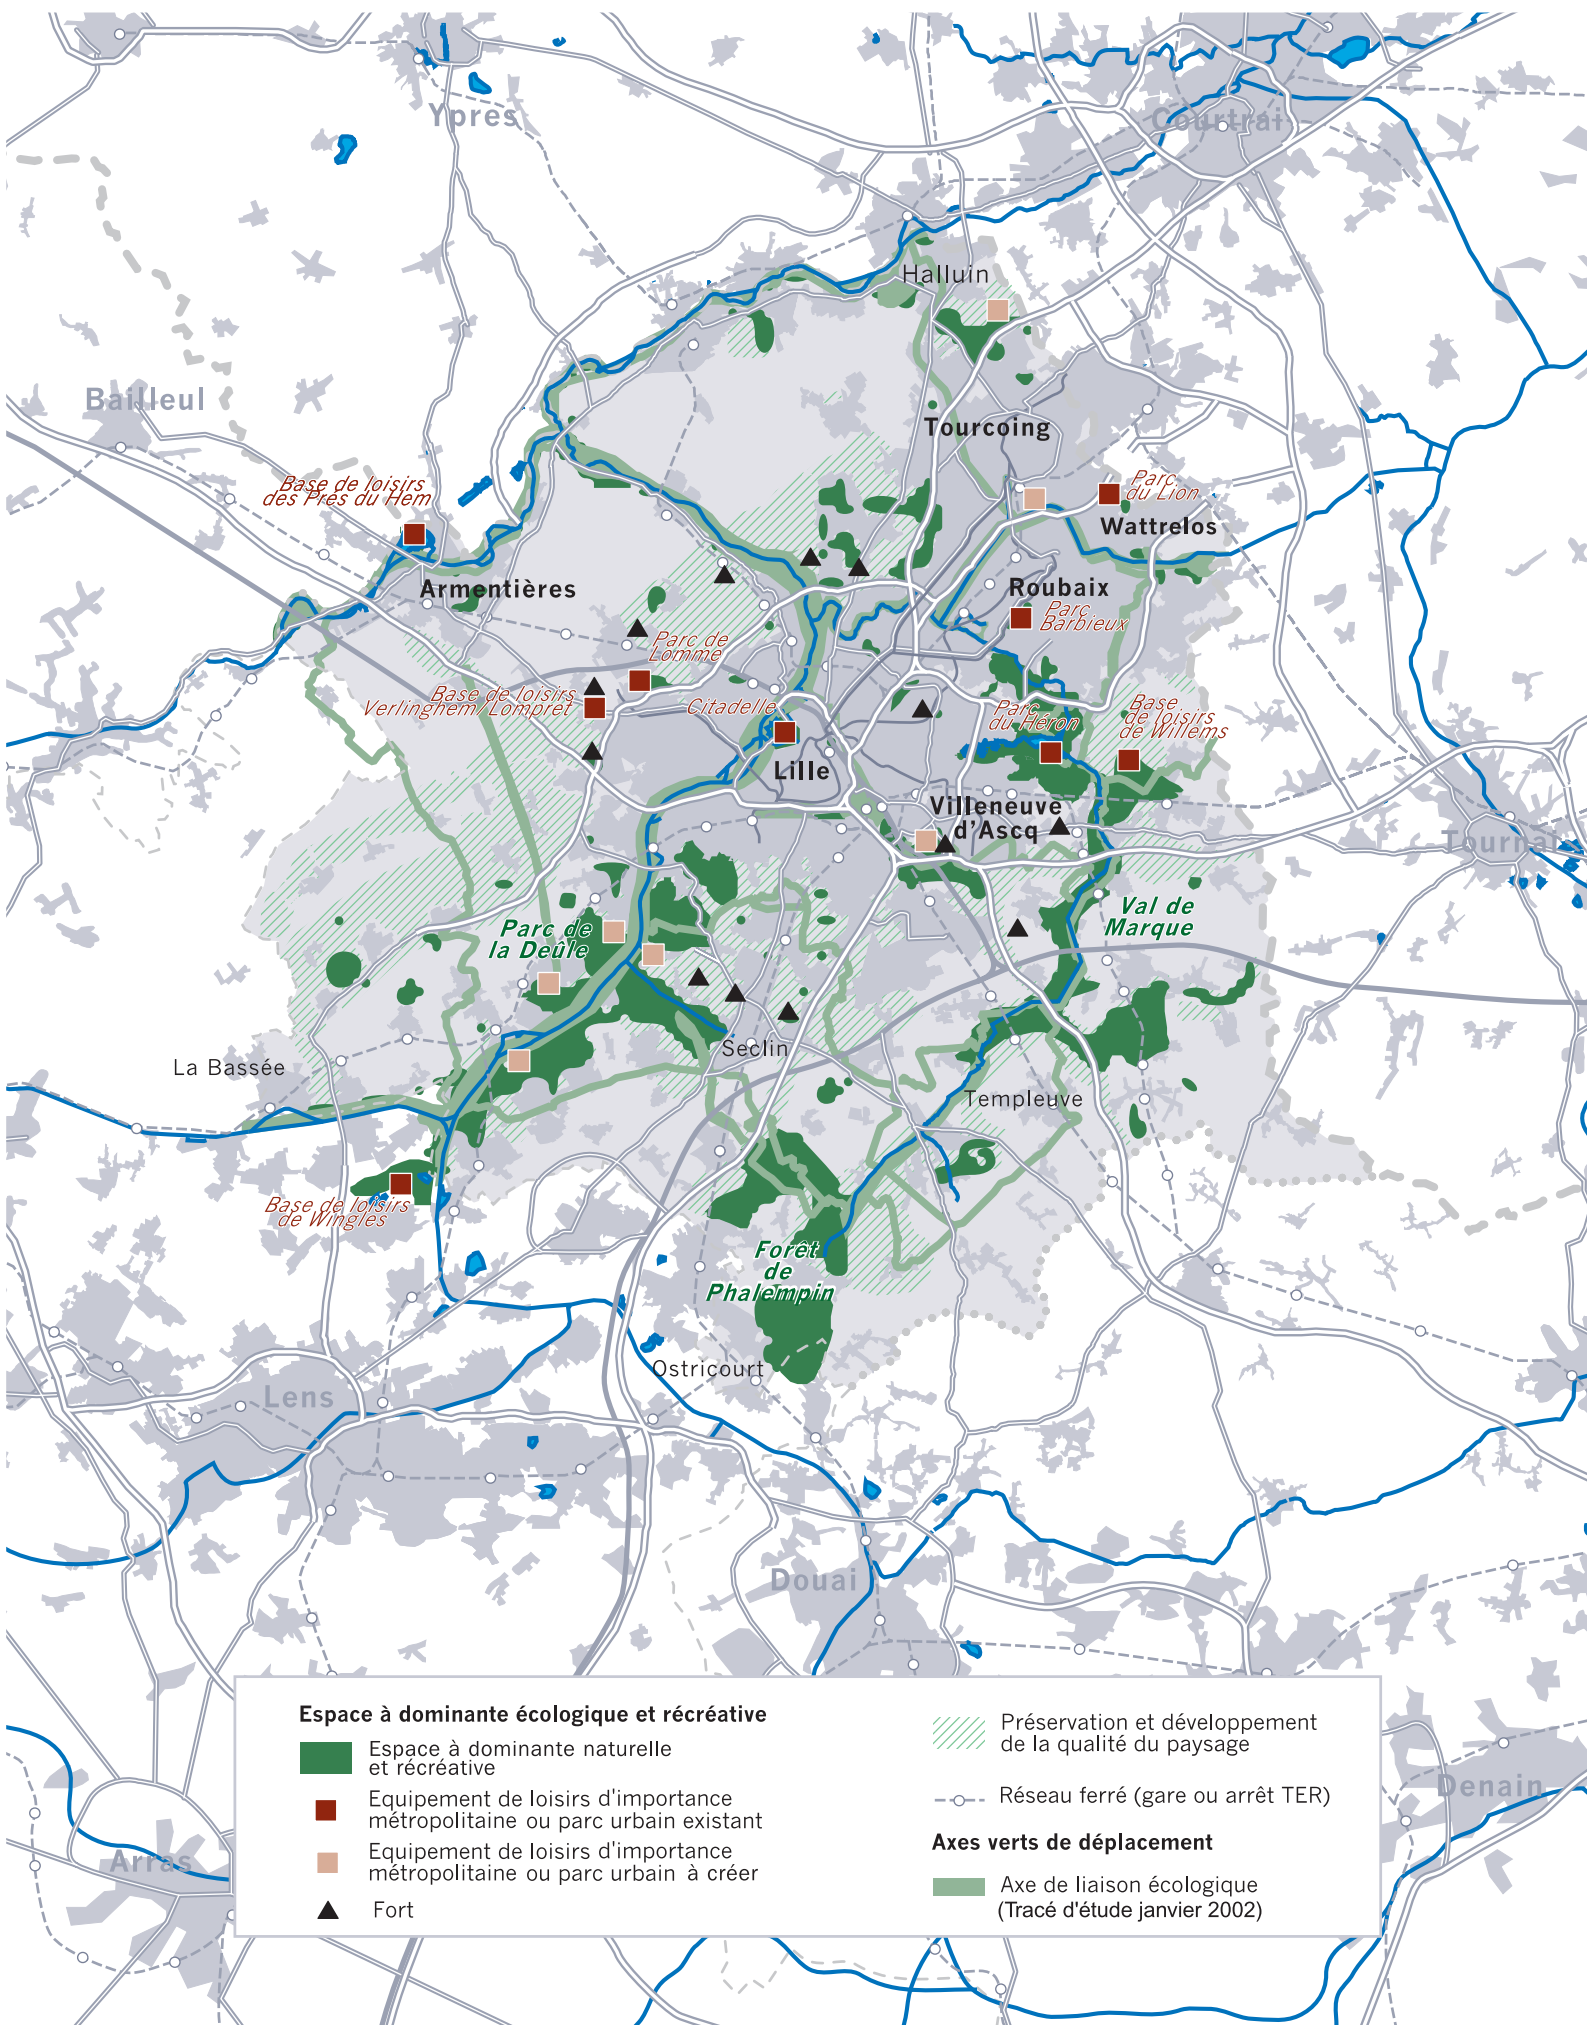 Ypres
Courtrai
Halluin
Bailleul
Tourcoing
Base de loisirs
des Prés du Hem
Parc
du Lion
Wattrelos
Armentières
Roubaix
Parc
Barbieux
Parc de
Lomme
Base de loisirs
Verlinghem/Lompret
Citadelle
Parc
du Héron
Base
de loisirs
de Willems
Lille
Villeneuve
d'Ascq
Tournai
Val de
Marque
Parc de
la Deûle
Seclin
La Bassée
Templeuve
Base de loisirs
de Wingles
Forêt
de
Phalempin
Ostricourt
Lens
Douai
Denain
Arras
Espace à dominante écologique et récréative
Espace à dominante naturelle
et récréative
Equipement de loisirs d'importance
métropolitaine ou parc urbain existant
Equipement de loisirs d'importance
métropolitaine ou parc urbain à créer
Fort
Préservation et développement
de la qualité du paysage
Réseau ferré (gare ou arrêt TER)
Axes verts de déplacement
Axe de liaison écologique
(Tracé d'étude janvier 2002)